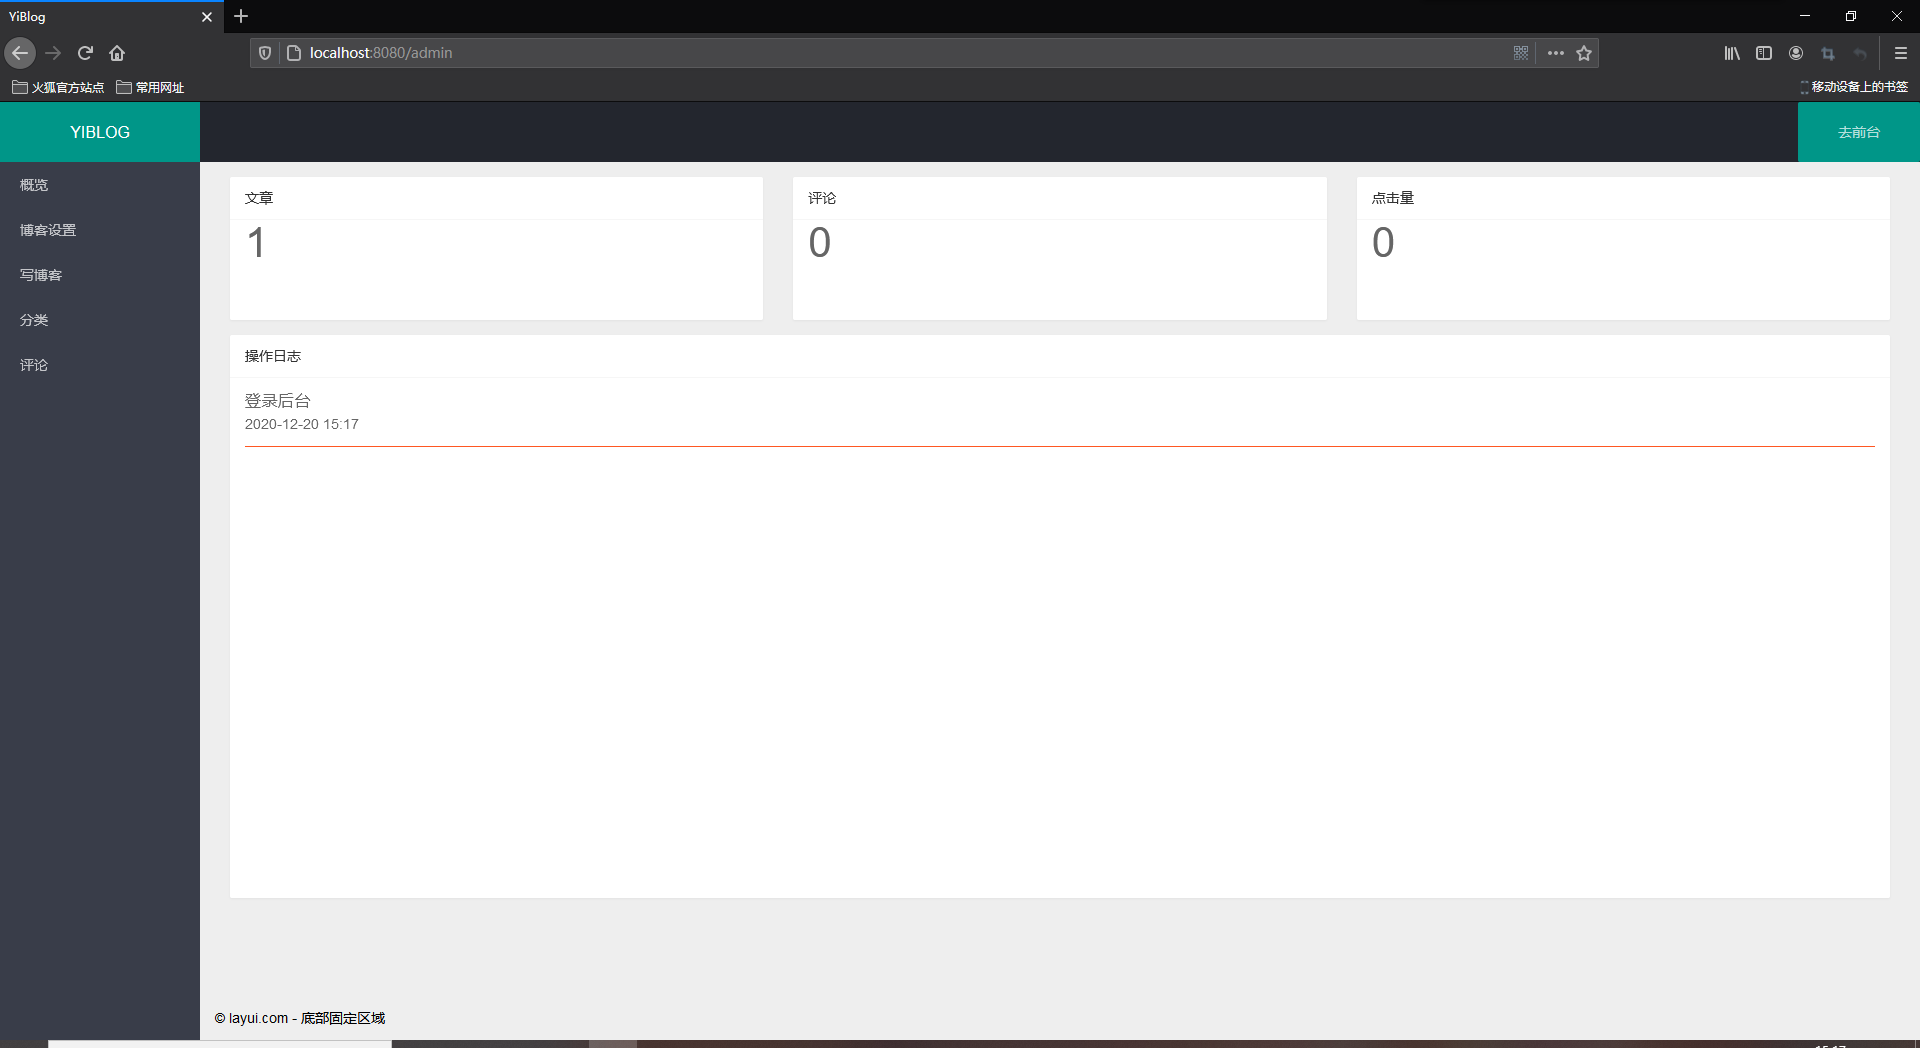 YiBlog
localhost:8080/admin
火狐官方站点 常用网址 移动设备上的书签
YIBLOG 去前台
概览
博客设置
写博客
分类
评论
文章
1
评论
0
点击量
0
操作日志
登录后台
2020-12-20 15:17
© layui.com - 底部固定区域